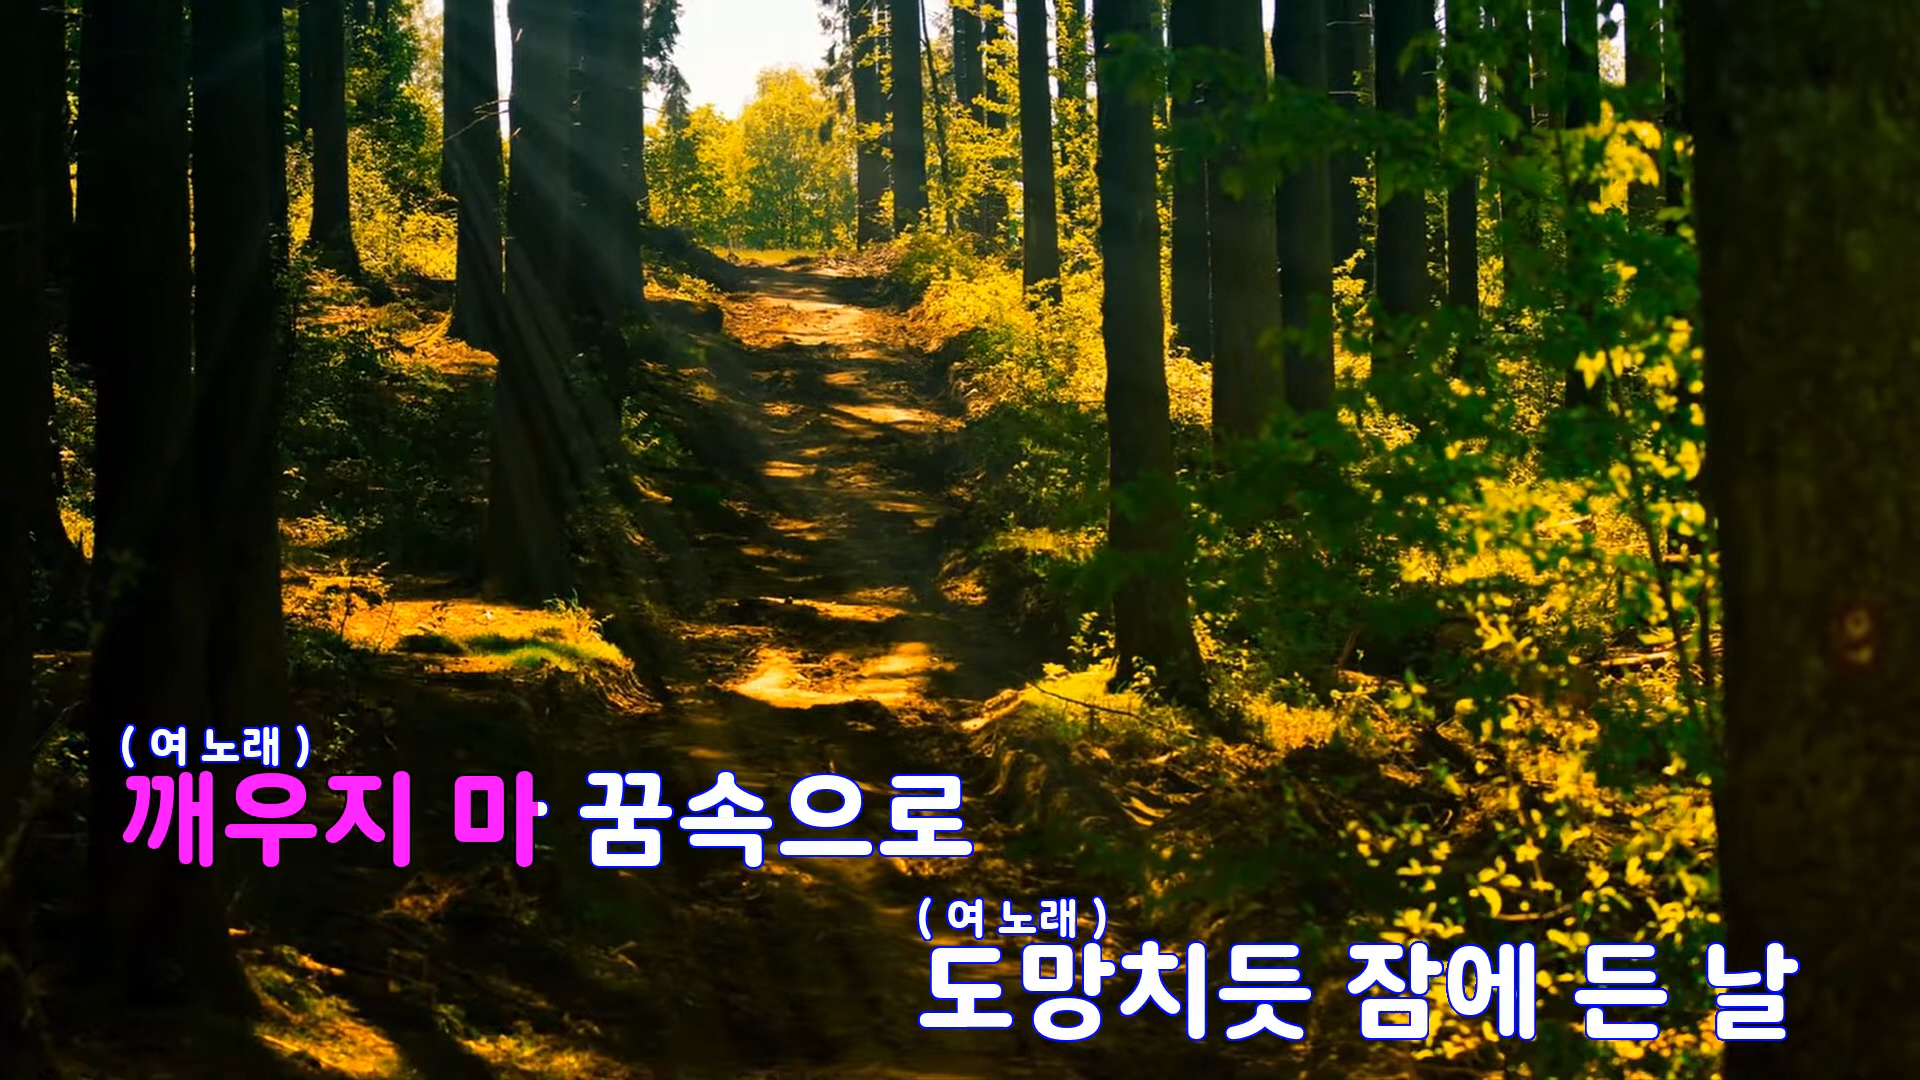 ( 여 노래 )
깨우지 마 꿈속으로
( 여 노래 )
도망치듯 잠에 든 날